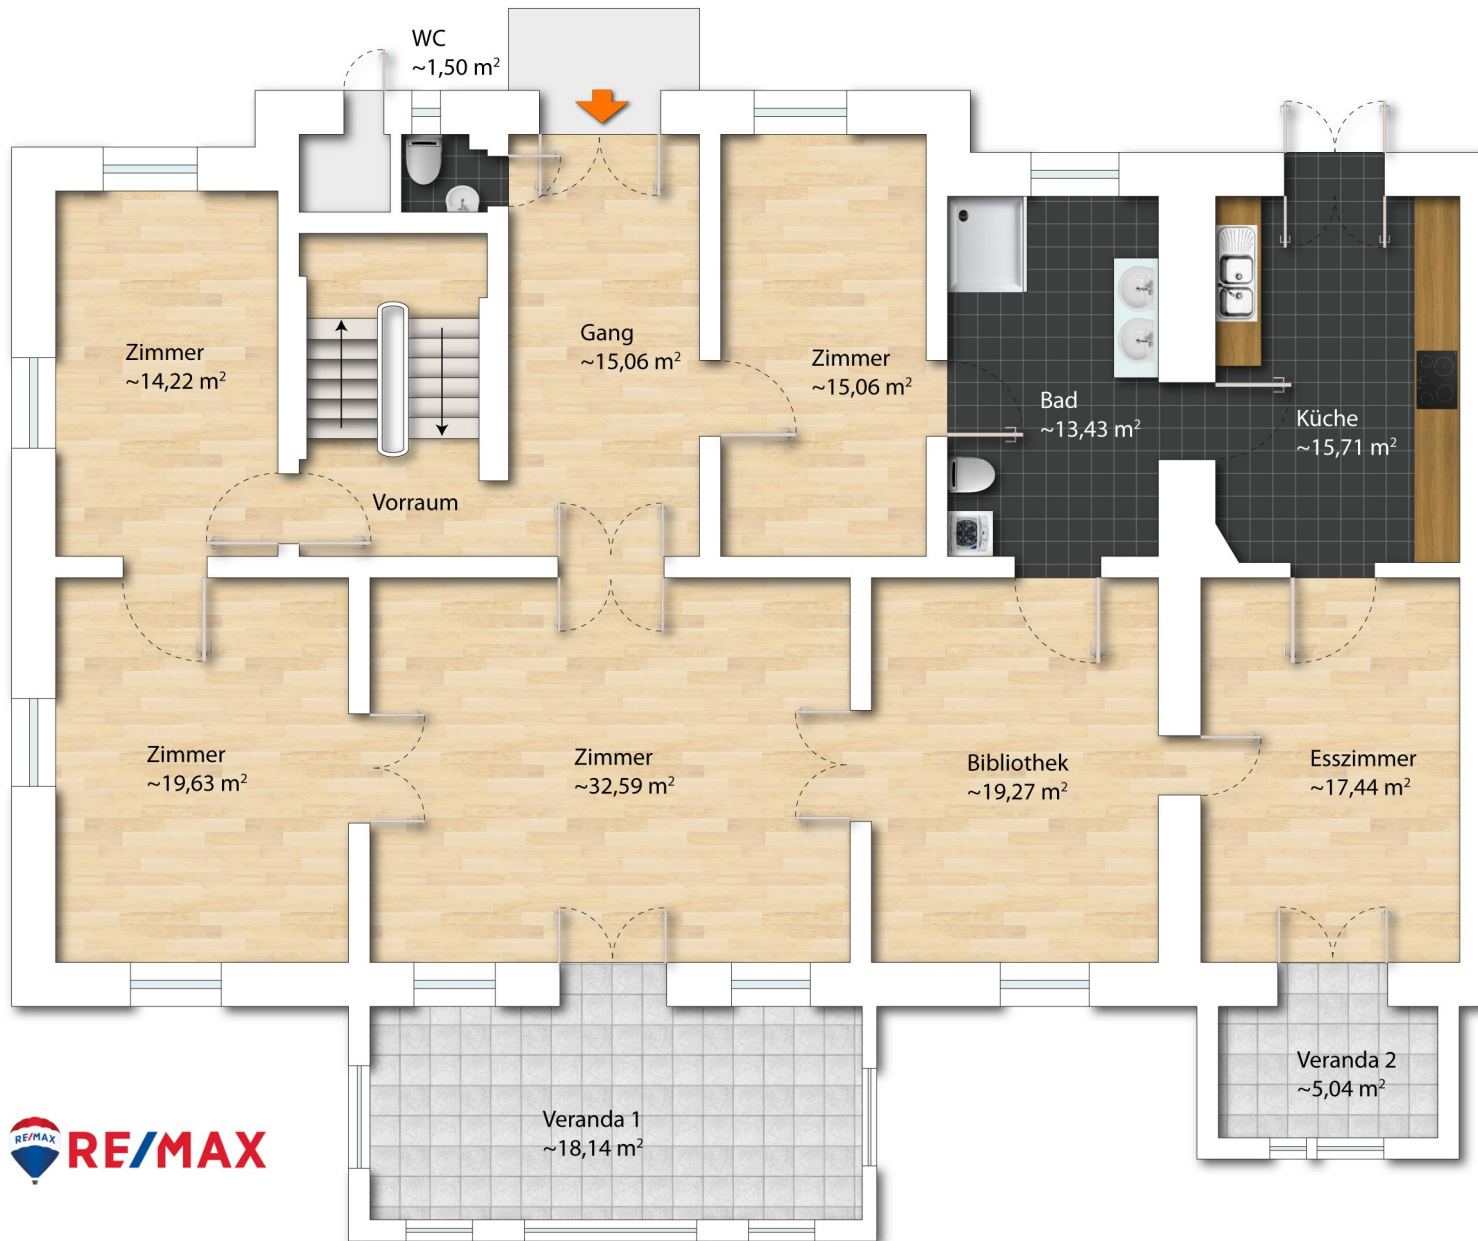 WC
~1,50 m²
Zimmer
~14,22 m²
Gang
~15,06 m²
Zimmer
~15,06 m²
Bad
~13,43 m²
Küche
~15,71 m²
Vorraum
Zimmer
~19,63 m²
Zimmer
~32,59 m²
Bibliothek
~19,27 m²
Esszimmer
~17,44 m²
Veranda 1
~18,14 m²
Veranda 2
~5,04 m²
RE/MAX
RE/MAX